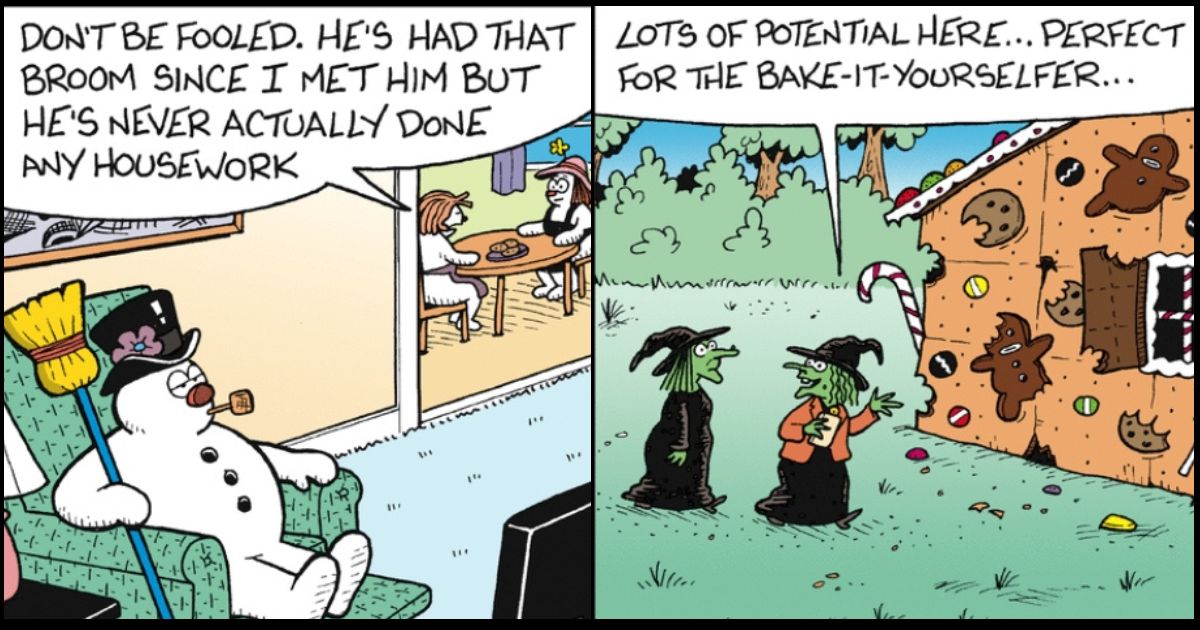 DON'T BE FOOLED. HE'S HAD THAT
BROOM SINCE I MET HIM BUT
HE'S NEVER ACTUALLY DONE
ANY HOUSEWORK
LOTS OF POTENTIAL HERE... PERFECT
FOR THE BAKE-IT-YOURSELFER...